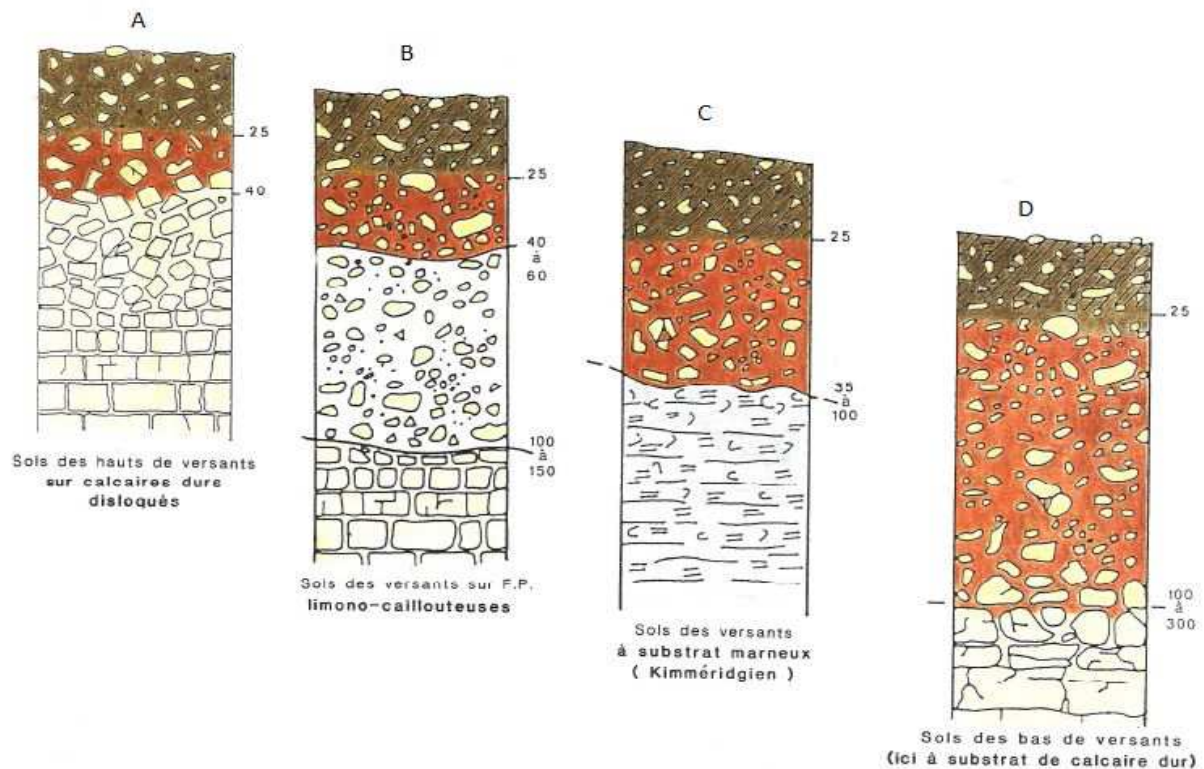 A
25
40
Sols des hauts de versants
sur calcaires durs
disloqués
B
25
40
à
60
100
à
150
Sols des versants sur F.P.
limono-caillouteuses
C
25
35
à
100
Sols des versants
à substrat marneux
( Kimméridgien )
D
25
100
à
300
Sols des bas de versants
(ici à substrat de calcaire dur)